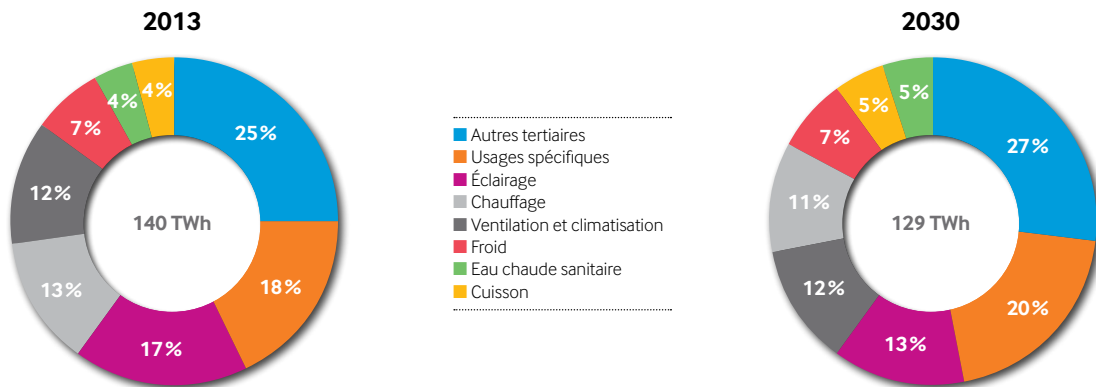 2013
25%
18%
17%
13%
12%
7%
4%
4%
140 TWh
Autres tertiaires
Usages spécifiques
Éclairage
Chauffage
Ventilation et climatisation
Froid
Eau chaude sanitaire
Cuisson
2030
27%
20%
13%
12%
11%
7%
5%
5%
129 TWh